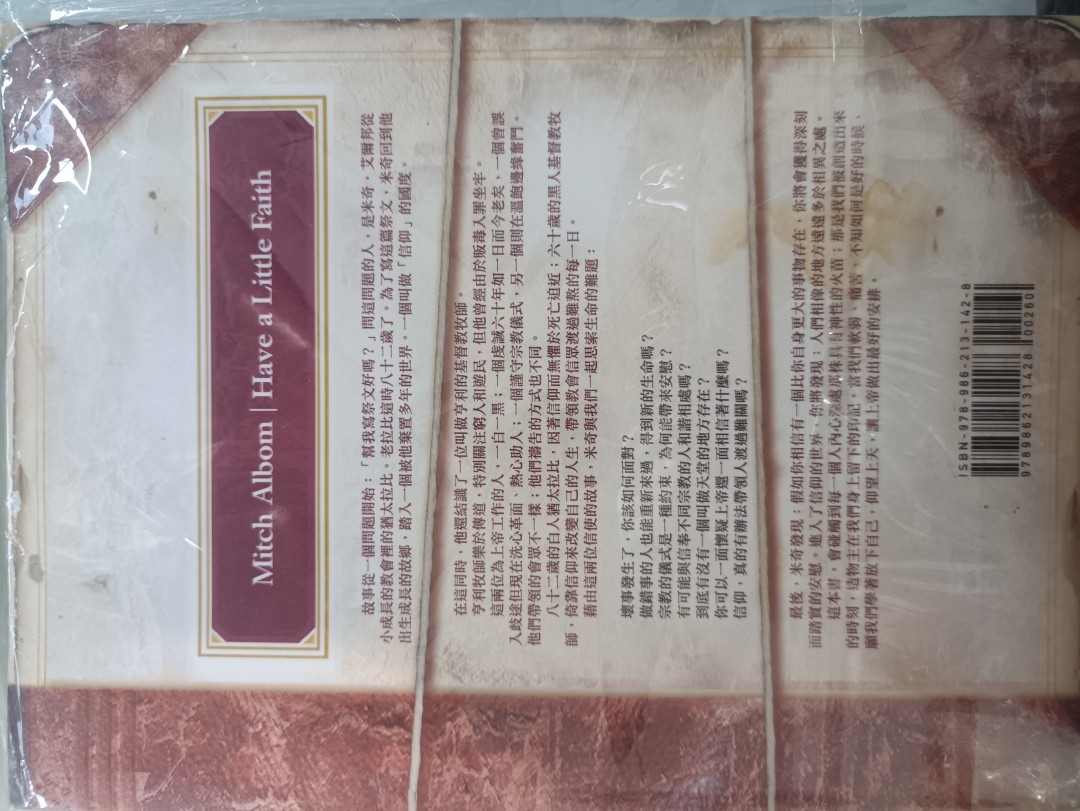 Mitch Albom | Have a Little Faith
故事從一個問題開始：「幫我寫祭文好嗎？」問這問題的人，是米奇．艾爾邦從
小成長的教會裡的猶太拉比。老拉比這時八十二歲了。為了寫這篇祭文，米奇回到他
出生成長的故鄉，踏入一個被他棄置多年的世界。一個叫做「信仰」的國度。
在這同時，他還結識了一位叫做亨利的基督教牧師。
亨利牧師樂於傳道，特別關注窮人和遊民，但他曾經由於販毒入罪坐牢。
這兩位為上帝工作的人，一白一黑；一個虔誠六十年如一日而今老矣，一個曾誤
入歧途但現在洗心革面、熱心助人；一個謹守宗教儀式，另一個則在溫飽邊緣奮鬥。
他們帶領的會眾不一樣；他們禱告的方式也不同。
八十二歲的白人猶太拉比，因著信仰而無懼於死亡迫近；六十歲的黑人基督教牧
師，倚靠信仰來改變自己的人生，帶領教會信眾渡過難熬的每一日。
藉由這兩位信使的故事，米奇與我們一起思索生命的難題：
壞事發生了，你該如何面對？
做錯事的人也能重新來過，得到新的生命嗎？
宗教的儀式是一種約束，為何能帶來安慰？
有可能與信奉不同宗教的人和諧相處嗎？
到底有沒有一個叫做天堂的地方存在？
你可以一面懷疑上帝還一面相信著什麼嗎？
信仰，真的有辦法帶領人渡過難關嗎？
最後，米奇發現：假如你相信有一個比你自身更大的事物存在，你將會獲得深刻
而踏實的安慰。進入了信仰的世界，你將發現：人們相像的地方遠遠多於相異之處。
這本書，會碰觸到每一個人內心深處那株具有神性的火苗；那是我們被創造出來
的時刻，造物主在我們身上留下的印記。當我們軟弱、痛苦、不知如何是好的時候，
願我們學著放下自己，仰望上天，讓上帝做出最好的安排。
ISBN-978-986-213-142-8
9789862131428
00260